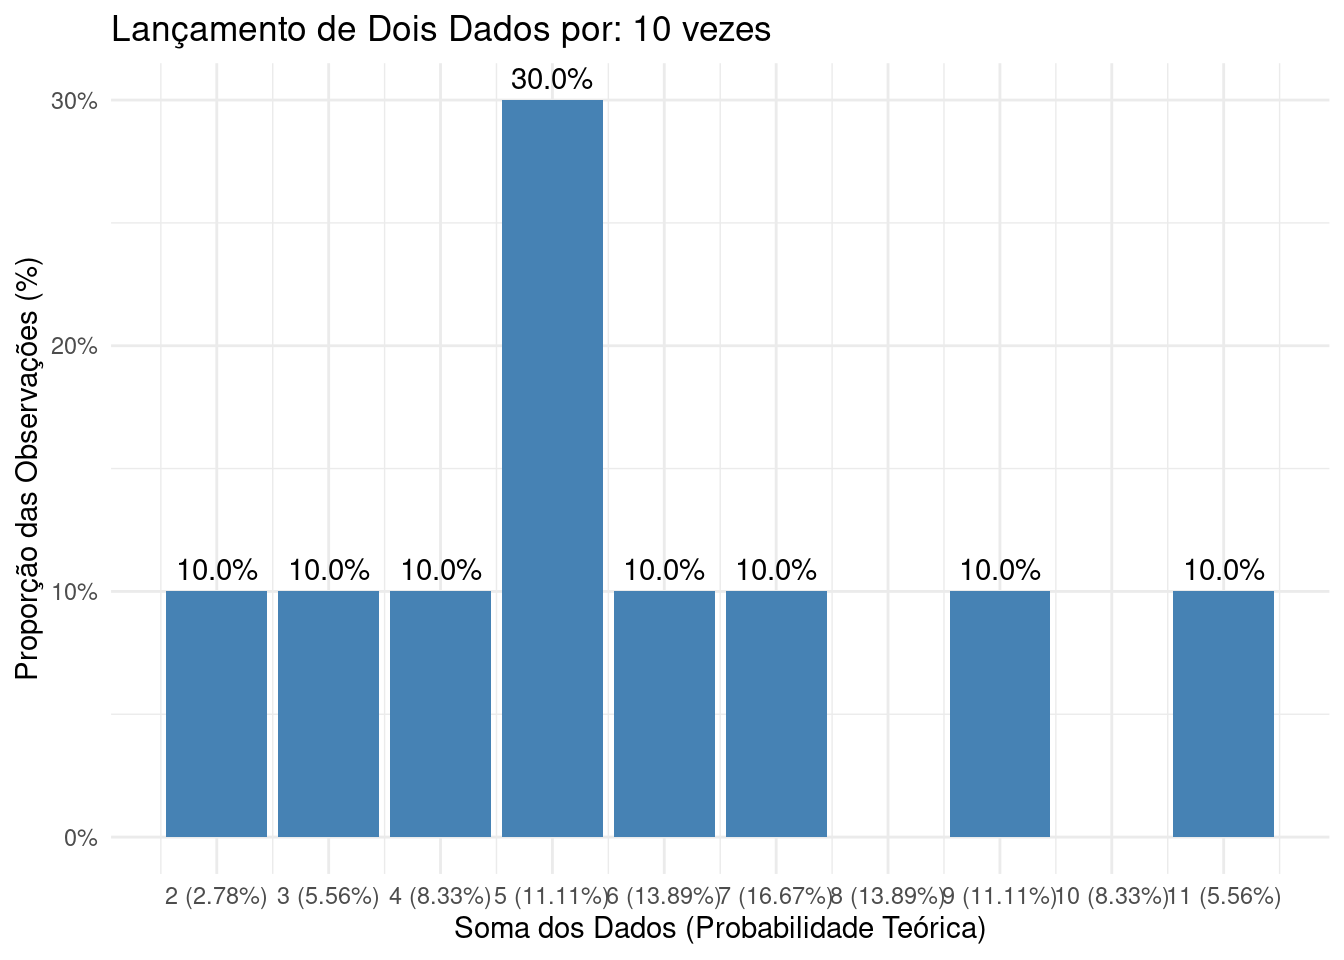 Lançamento de Dois Dados por: 10 vezes
30.0%
30%
20%
10.0% 10.0% 10.0% 10.0% 10.0% 10.0% 10.0%
10%
0%
2 (2.78%) 3 (5.56%) 4 (8.33%) 5 (11.11%) 6 (13.89%) 7 (16.67%) 8 (13.89%) 9 (11.11%) 10 (8.33%) 11 (5.56%)
Soma dos Dados (Probabilidade Teórica)
Proporção das Observações (%)